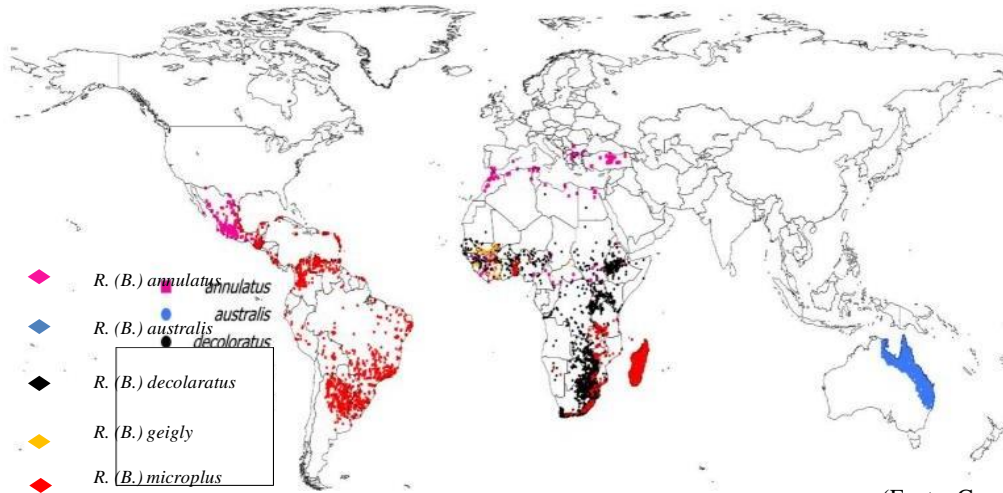 R. (B.) annulatus
annulatus
australis
R. (B.) australis
decoloratus
R. (B.) decolaratus
R. (B.) geigly
R. (B.) microplus